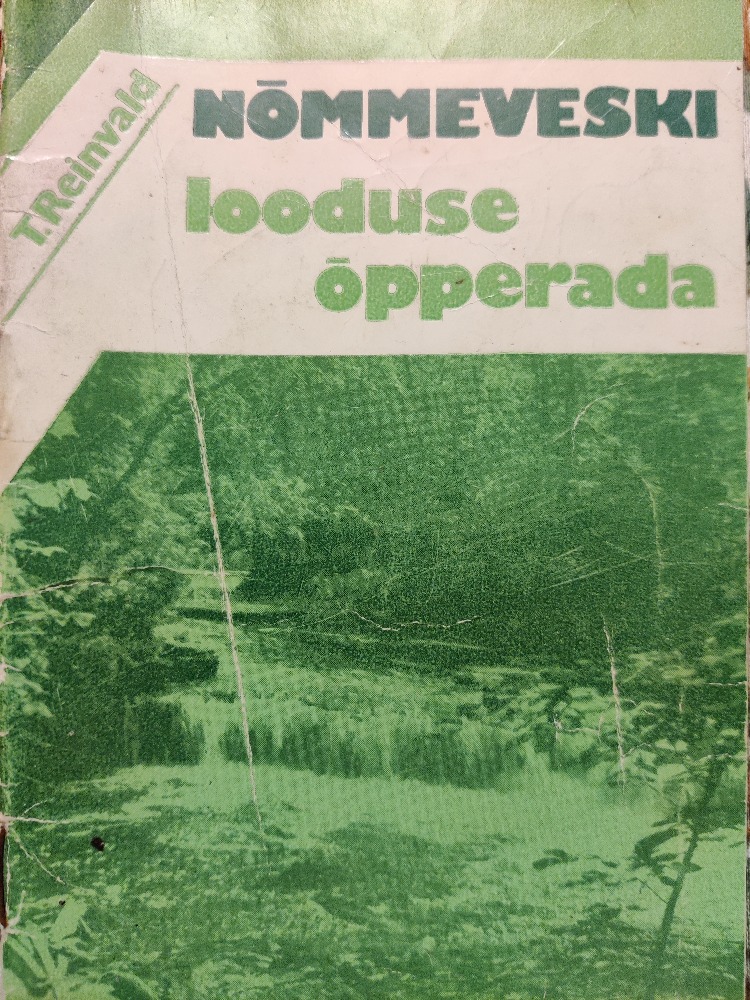 T. Reinvald
NÕMMEVESKI
looduse
õpperada